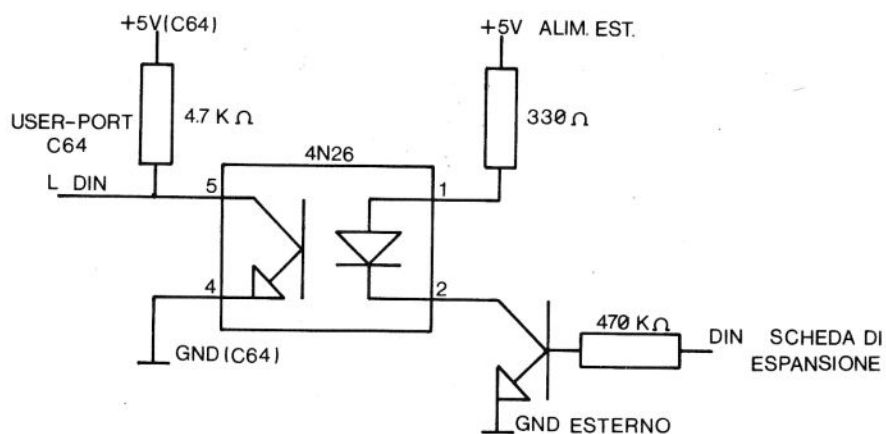 +5V(C64)
+5V ALIM. EST.
4.7 K Ω
330 Ω
USER-PORT
C64
4N26
L DIN
5
1
4
2
GND (C64)
470 KΩ
DIN SCHEDA DI
ESPANSIONE
GND ESTERNO